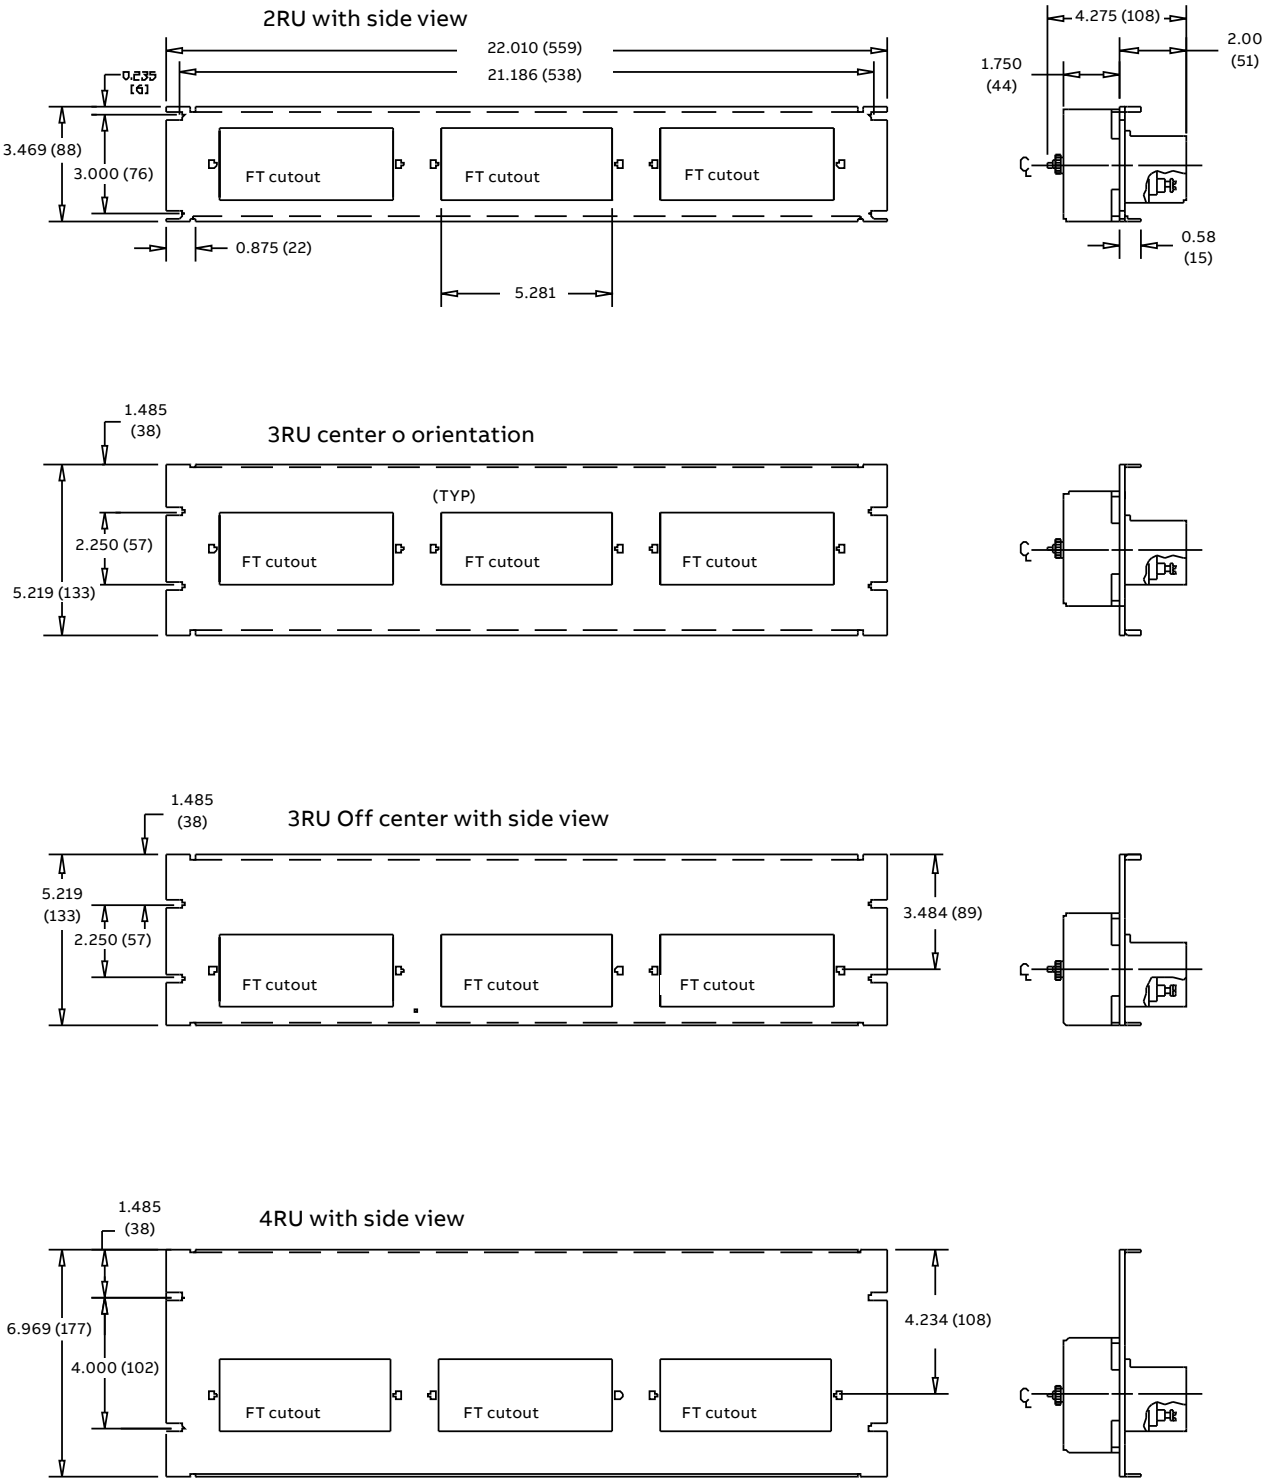 2RU with side view
4.275 (108)
22.010 (559)
2.00
(51)
21.186 (538)
0.235
[6]
1.750
(44)
3.469 (88)
3.000 (76)
FT cutout
FT cutout
FT cutout
0.875 (22)
0.58
(15)
5.281
1.485
(38)
3RU center o orientation
(TYP)
2.250 (57)
FT cutout
FT cutout
FT cutout
5.219 (133)
1.485
(38)
3RU Off center with side view
5.219
(133)
3.484 (89)
2.250 (57)
FT cutout
FT cutout
FT cutout
1.485
(38)
4RU with side view
6.969 (177)
4.234 (108)
4.000 (102)
FT cutout
FT cutout
FT cutout